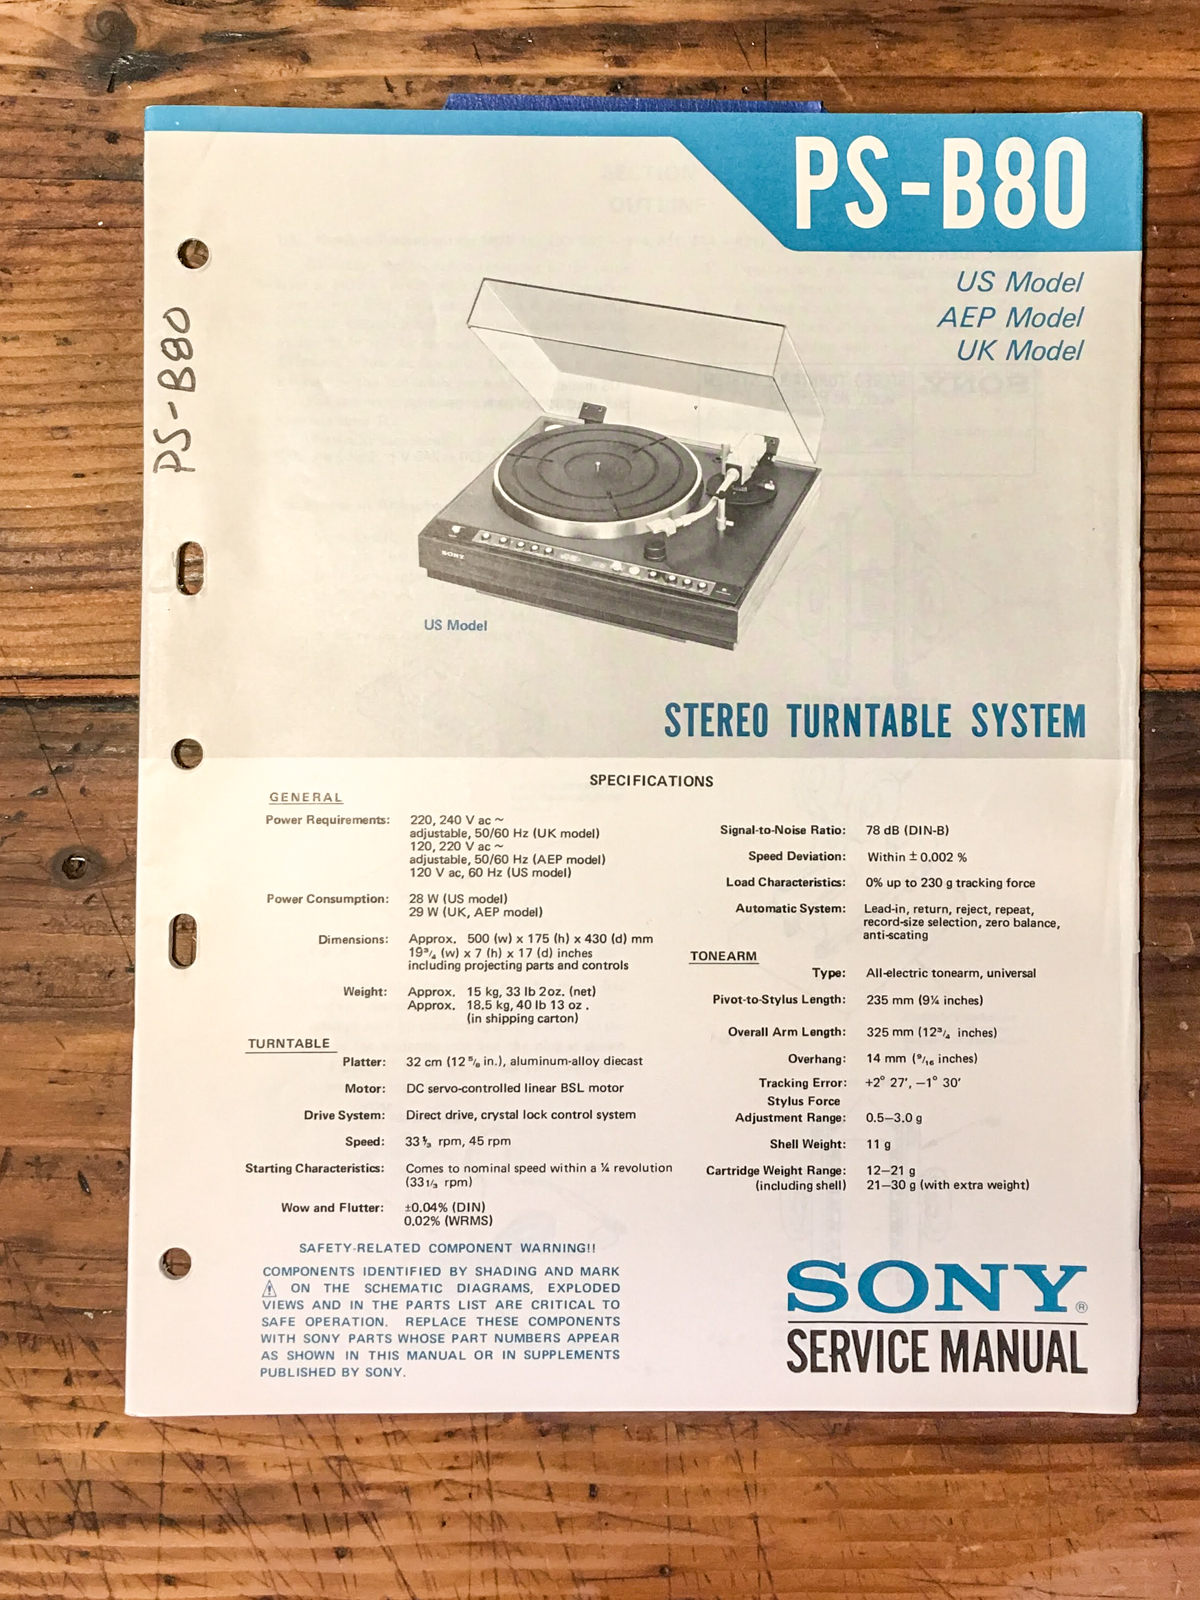 PS-B80
US Model
AEP Model
UK Model
PS-B80
SONY
US Model
STEREO TURNTABLE SYSTEM
SPECIFICATIONS
GENERAL
Power Requirements: 220, 240 V ac ~
adjustable, 50/60 Hz (UK model)
120, 220 V ac ~
adjustable, 50/60 Hz (AEP model)
120 V ac, 60 Hz (US model)
Power Consumption: 28 W (US model)
29 W (UK, AEP model)
Dimensions: Approx. 500 (w) x 175 (h) x 430 (d) mm
19 3/4 (w) x 7 (h) x 17 (d) inches
including projecting parts and controls
Weight: Approx. 15 kg, 33 lb 2oz. (net)
Approx. 18.5 kg, 40 lb 13 oz .
(in shipping carton)
TURNTABLE
Platter: 32 cm (12 5/8 in.), aluminum-alloy diecast
Motor: DC servo-controlled linear BSL motor
Drive System: Direct drive, crystal lock control system
Speed: 33 1/3 rpm, 45 rpm
Starting Characteristics: Comes to nominal speed within a ¼ revolution
(33 1/3 rpm)
Wow and Flutter: ±0.04% (DIN)
0.02% (WRMS)
Signal-to-Noise Ratio: 78 dB (DIN-B)
Speed Deviation: Within ± 0.002 %
Load Characteristics: 0% up to 230 g tracking force
Automatic System: Lead-in, return, reject, repeat,
record-size selection, zero balance,
anti-scating
TONEARM
Type: All-electric tonearm, universal
Pivot-to-Stylus Length: 235 mm (9¼ inches)
Overall Arm Length: 325 mm (12 3/4 inches)
Overhang: 14 mm (9/16 inches)
Tracking Error: +2° 27′, −1° 30′
Stylus Force
Adjustment Range: 0.5–3.0 g
Shell Weight: 11 g
Cartridge Weight Range: 12–21 g
(including shell) 21–30 g (with extra weight)
SAFETY-RELATED COMPONENT WARNING!!
COMPONENTS IDENTIFIED BY SHADING AND MARK
⚠ ON THE SCHEMATIC DIAGRAMS, EXPLODED
VIEWS AND IN THE PARTS LIST ARE CRITICAL TO
SAFE OPERATION. REPLACE THESE COMPONENTS
WITH SONY PARTS WHOSE PART NUMBERS APPEAR
AS SHOWN IN THIS MANUAL OR IN SUPPLEMENTS
PUBLISHED BY SONY.
SONY®
SERVICE MANUAL